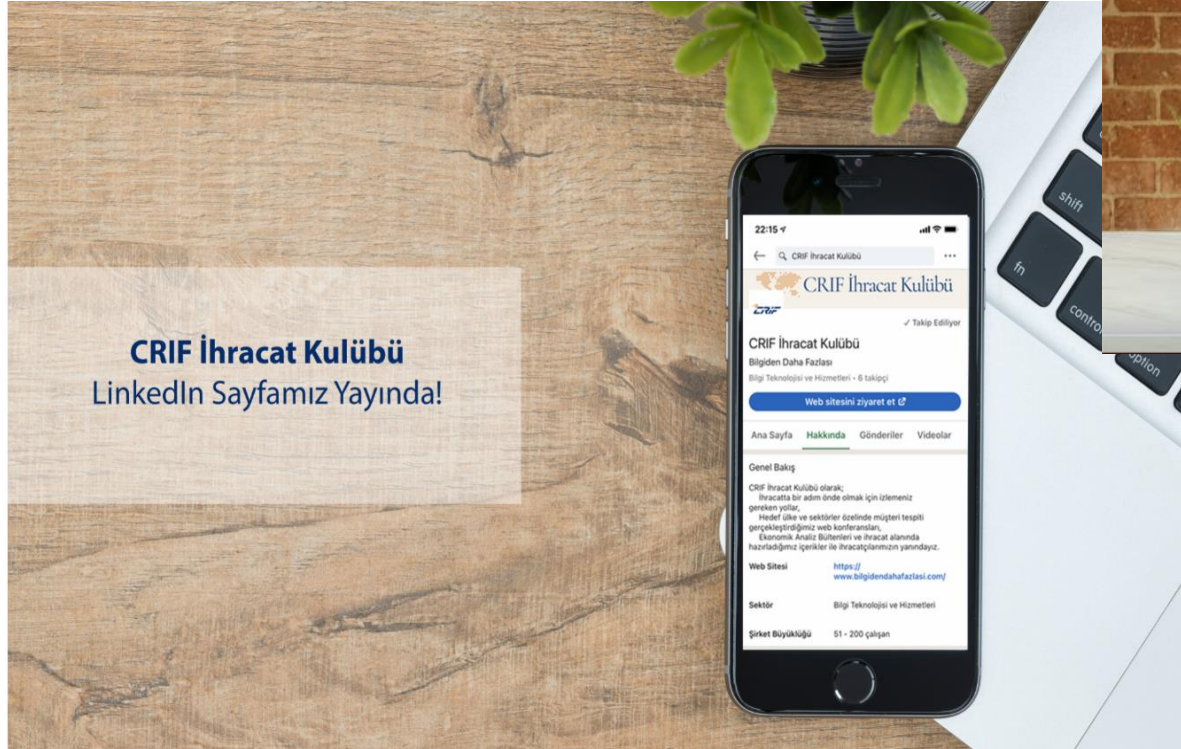 CRIF İhracat Kulübü
LinkedIn Sayfamız Yayında!
22:15
CRIF İhracat Kulübü
CRIF İhracat Kulübü
CRIF
✓ Takip Ediliyor
CRIF İhracat Kulübü
Bilgiden Daha Fazlası
Bilgi Teknolojisi ve Hizmetleri • 6 takipçi
Web sitesini ziyaret et
Ana Sayfa Hakkında Gönderiler Videolar
Genel Bakış
CRIF İhracat Kulübü olarak;
İhracatta bir adım önde olmak için izlemeniz
gereken yollar,
Hedef ülke ve sektörler özelinde müşteri tespiti
gerçekleştirdiğimiz web konferansları,
Ekonomik Analiz Bültenleri ve ihracat alanında
hazırladığımız içerikler ile ihracatçılarımızın yanındayız.
Web Sitesi https://
www.bilgidendahafazlasi.com/
Sektör Bilgi Teknolojisi ve Hizmetleri
Şirket Büyüklüğü 51 - 200 çalışan
shift
fn
control
option